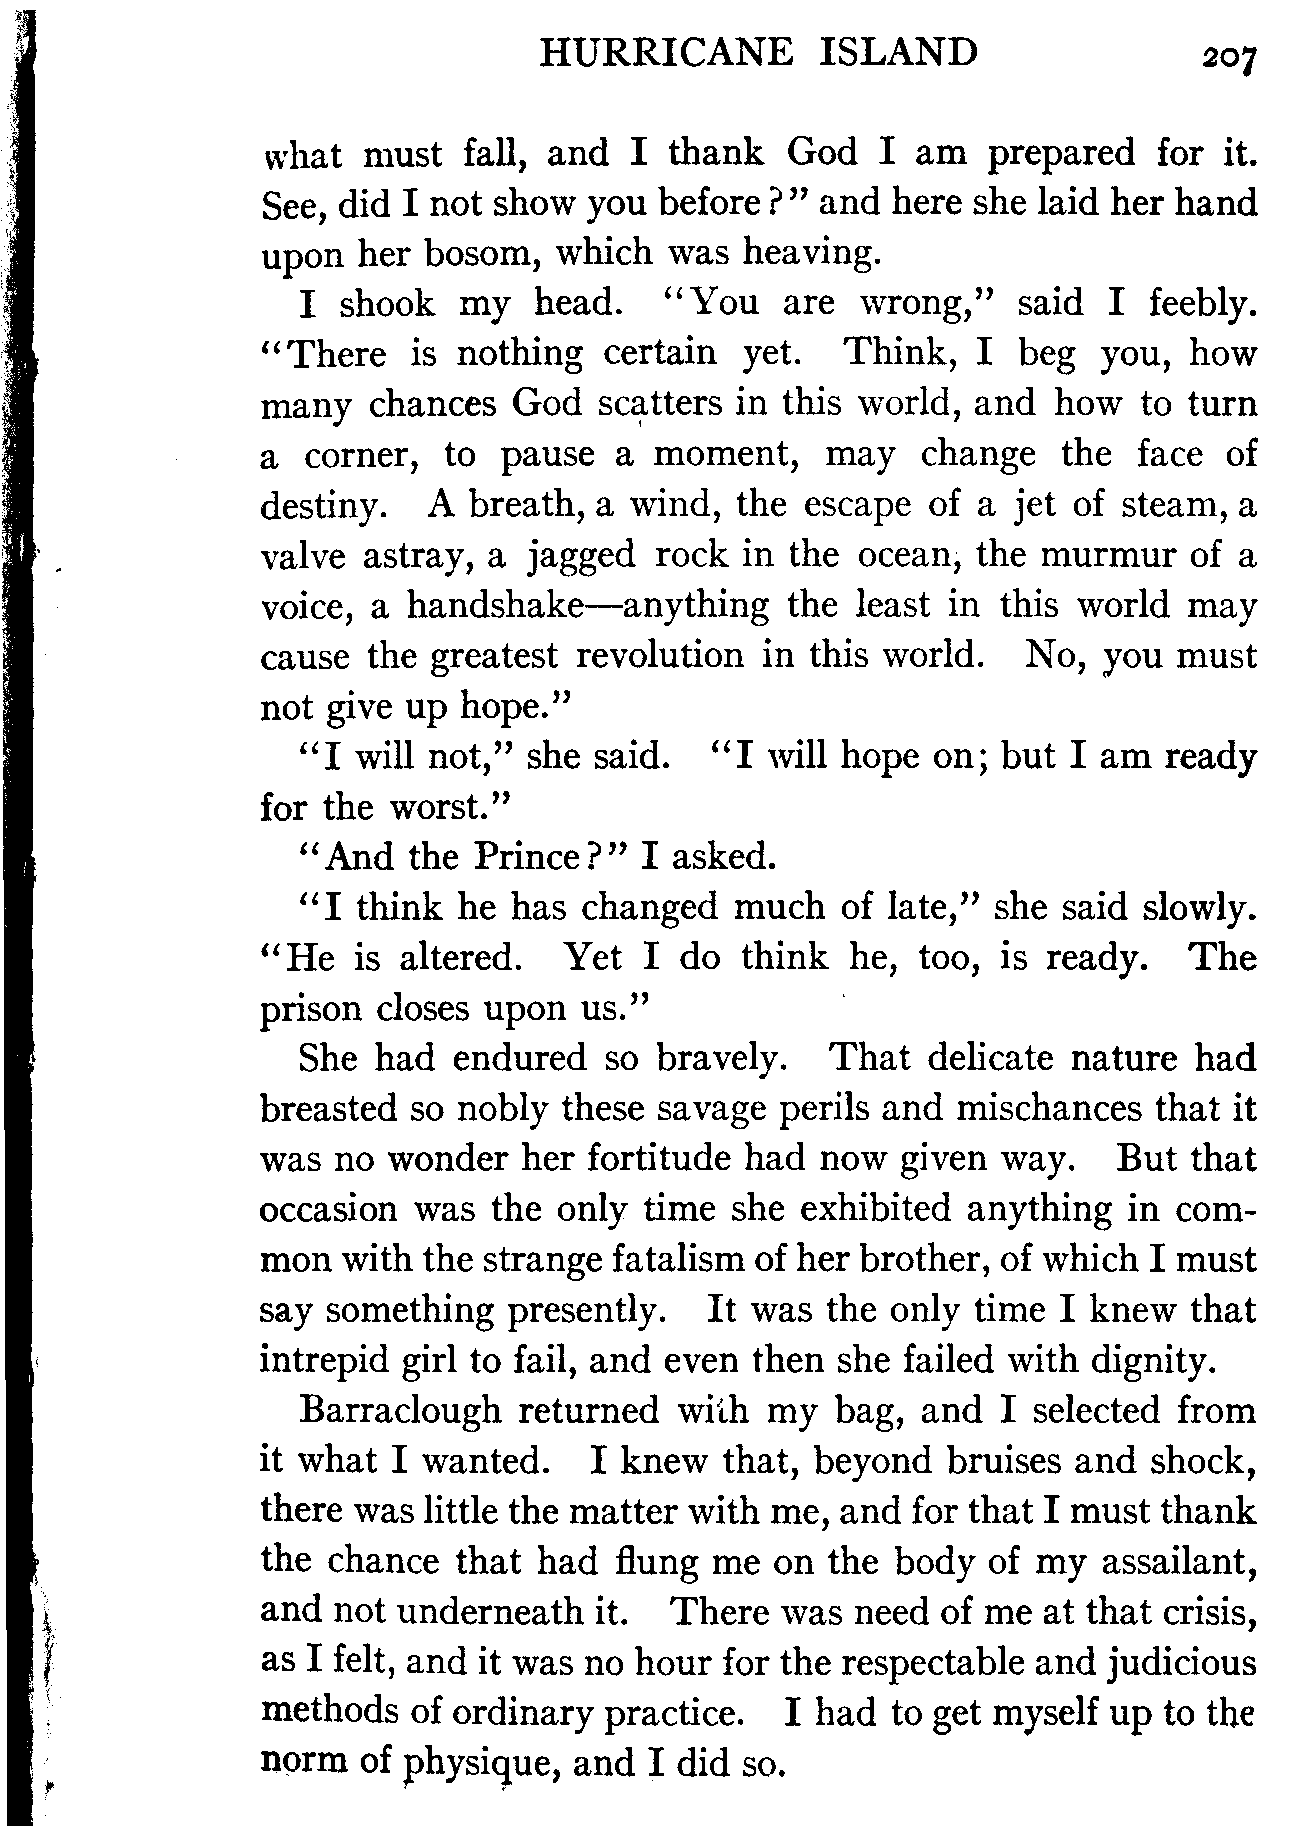 HURRICANE ISLAND 207
what must fall, and I thank God I am prepared for it.
See, did I not show you before?" and here she laid her hand
upon her bosom, which was heaving.
I shook my head. "You are wrong," said I feebly.
"There is nothing certain yet. Think, I beg you, how
many chances God scatters in this world, and how to turn
a corner, to pause a moment, may change the face of
destiny. A breath, a wind, the escape of a jet of steam, a
valve astray, a jagged rock in the ocean, the murmur of a
voice, a handshake—anything the least in this world may
cause the greatest revolution in this world. No, you must
not give up hope."
"I will not," she said. "I will hope on; but I am ready
for the worst."
"And the Prince?" I asked.
"I think he has changed much of late," she said slowly.
"He is altered. Yet I do think he, too, is ready. The
prison closes upon us."
She had endured so bravely. That delicate nature had
breasted so nobly these savage perils and mischances that it
was no wonder her fortitude had now given way. But that
occasion was the only time she exhibited anything in com-
mon with the strange fatalism of her brother, of which I must
say something presently. It was the only time I knew that
intrepid girl to fail, and even then she failed with dignity.
Barraclough returned with my bag, and I selected from
it what I wanted. I knew that, beyond bruises and shock,
there was little the matter with me, and for that I must thank
the chance that had flung me on the body of my assailant,
and not underneath it. There was need of me at that crisis,
as I felt, and it was no hour for the respectable and judicious
methods of ordinary practice. I had to get myself up to the
norm of physique, and I did so.